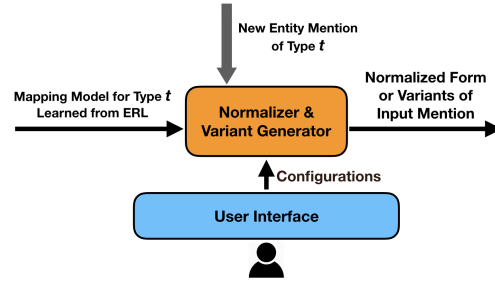 New Entity Mention
of Type t
Mapping Model for Type t
Learned from ERL
Normalizer &
Variant Generator
Normalized Form
or Variants of
Input Mention
Configurations
User Interface